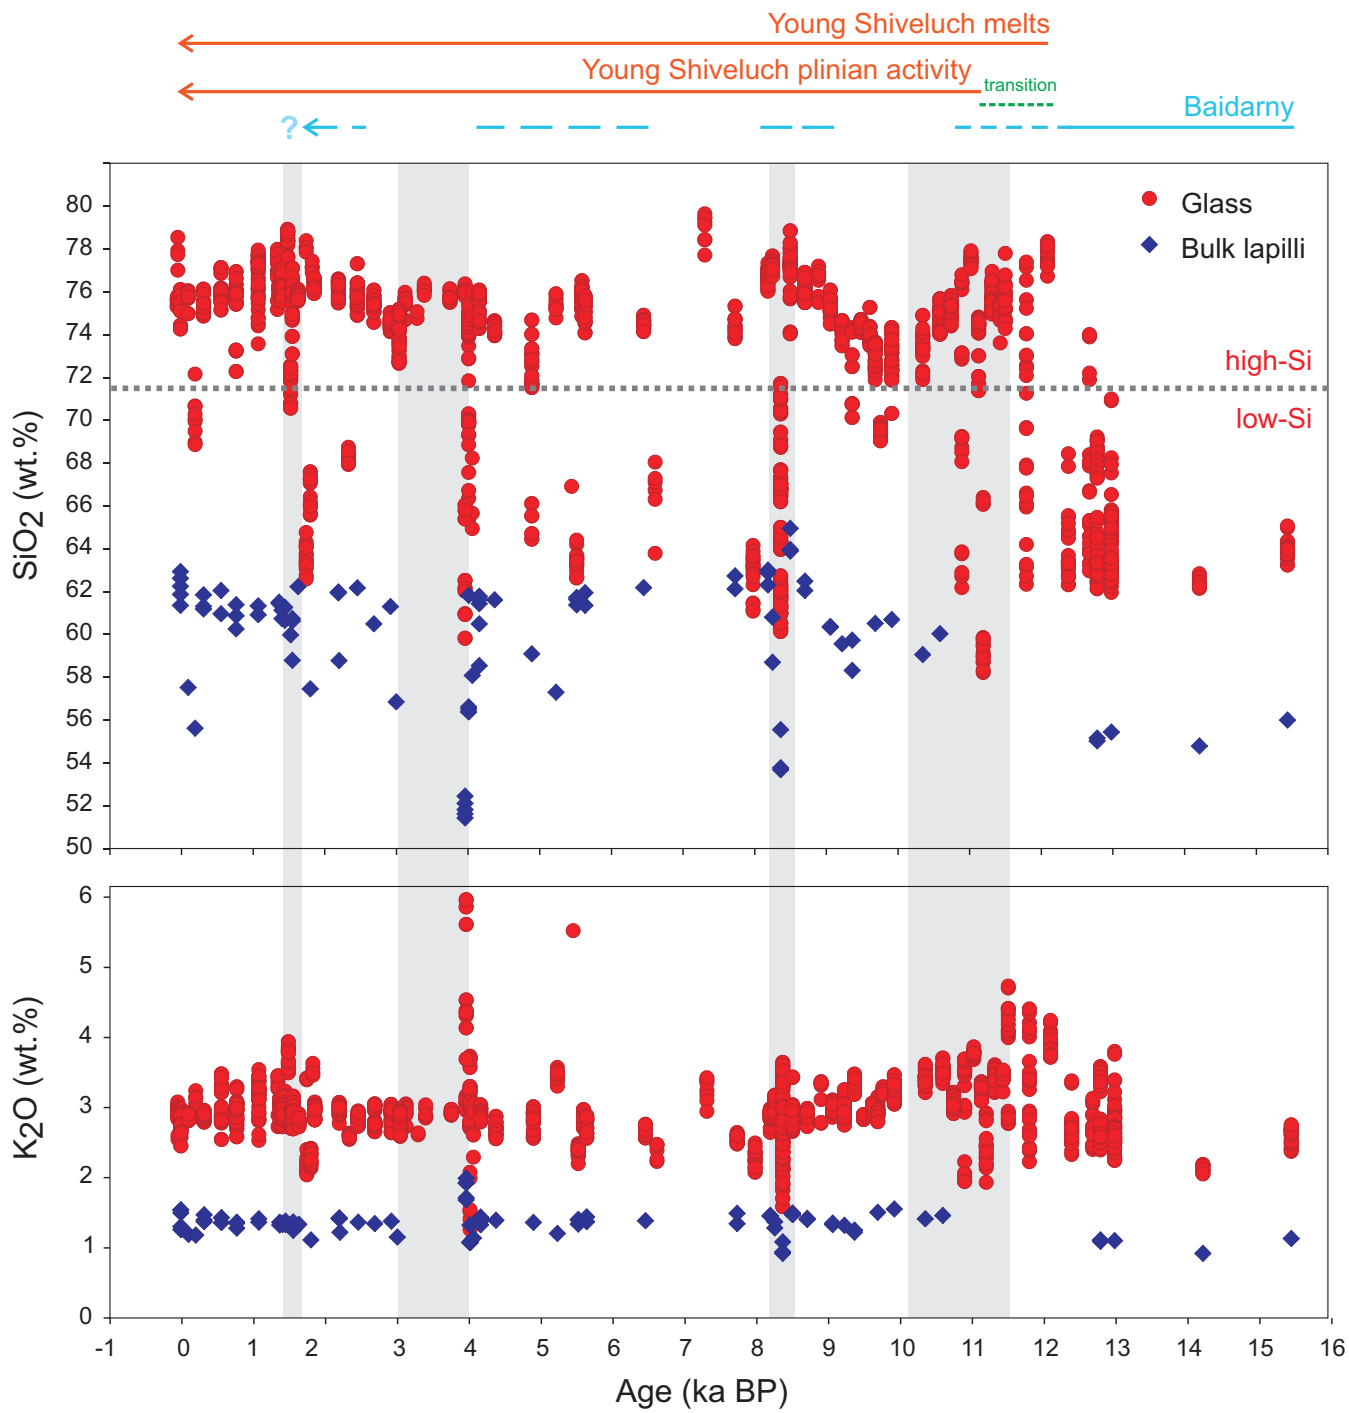 Young Shiveluch melts
Young Shiveluch plinian activity
transition
?
Baidarny
80
78
76
74
72
70
68
66
64
62
60
58
56
54
52
50
SiO2 (wt.%)
Glass
Bulk lapilli
high-Si
low-Si
6
5
4
3
2
1
0
K2O (wt.%)
-1 0 1 2 3 4 5 6 7 8 9 10 11 12 13 14 15 16
Age (ka BP)